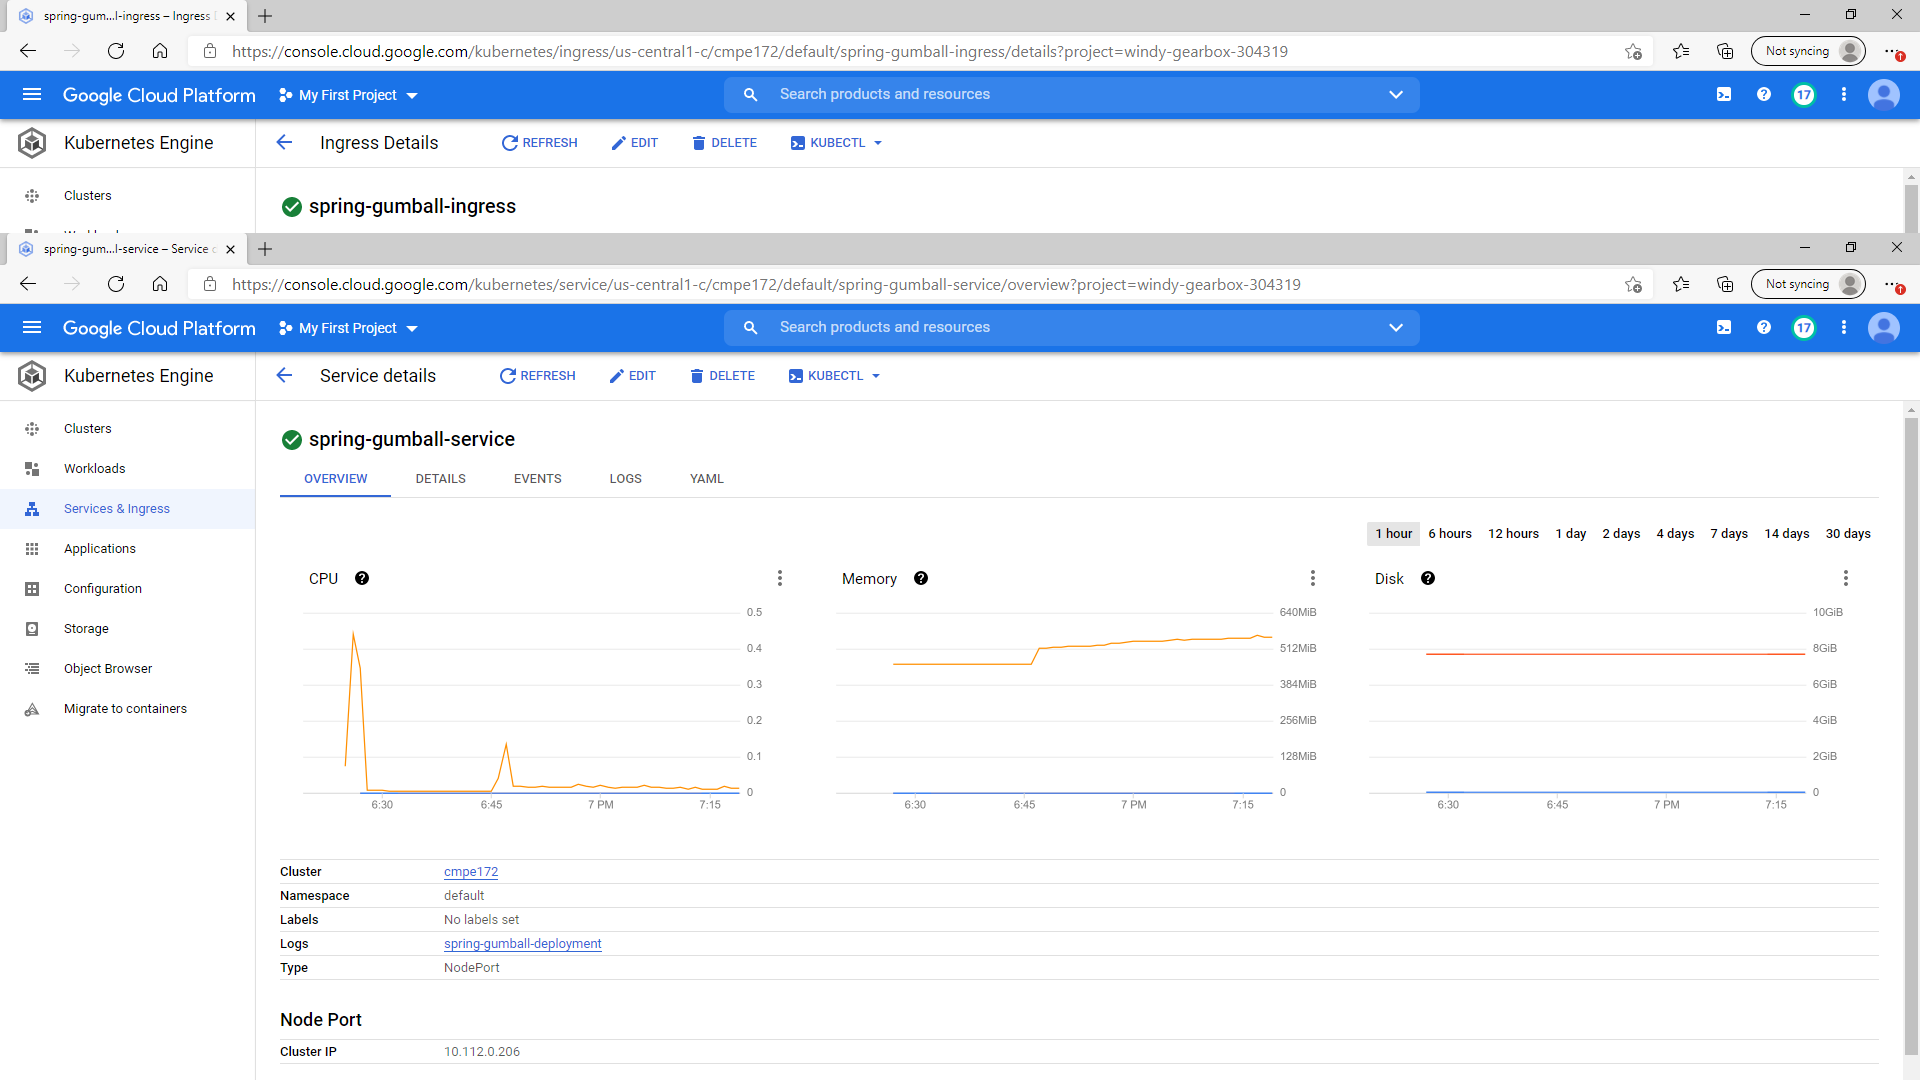 spring-gum...l-ingress – Ingress
https://console.cloud.google.com/kubernetes/ingress/us-central1-c/cmpe172/default/spring-gumball-ingress/details?project=windy-gearbox-304319
Not syncing
Google Cloud Platform
My First Project
Search products and resources
17
Kubernetes Engine
Ingress Details
REFRESH
EDIT
DELETE
KUBECTL
Clusters
spring-gumball-ingress
spring-gum...l-service – Service
https://console.cloud.google.com/kubernetes/service/us-central1-c/cmpe172/default/spring-gumball-service/overview?project=windy-gearbox-304319
Not syncing
Google Cloud Platform
My First Project
Search products and resources
17
Kubernetes Engine
Service details
REFRESH
EDIT
DELETE
KUBECTL
Clusters
Workloads
Services & Ingress
Applications
Configuration
Storage
Object Browser
Migrate to containers
spring-gumball-service
OVERVIEW
DETAILS
EVENTS
LOGS
YAML
1 hour
6 hours
12 hours
1 day
2 days
4 days
7 days
14 days
30 days
CPU
0.5
0.4
0.3
0.2
0.1
0
6:30
6:45
7 PM
7:15
Memory
640MiB
512MiB
384MiB
256MiB
128MiB
0
6:30
6:45
7 PM
7:15
Disk
10GiB
8GiB
6GiB
4GiB
2GiB
0
6:30
6:45
7 PM
7:15
Cluster cmpe172
Namespace default
Labels No labels set
Logs spring-gumball-deployment
Type NodePort
Node Port
Cluster IP 10.112.0.206